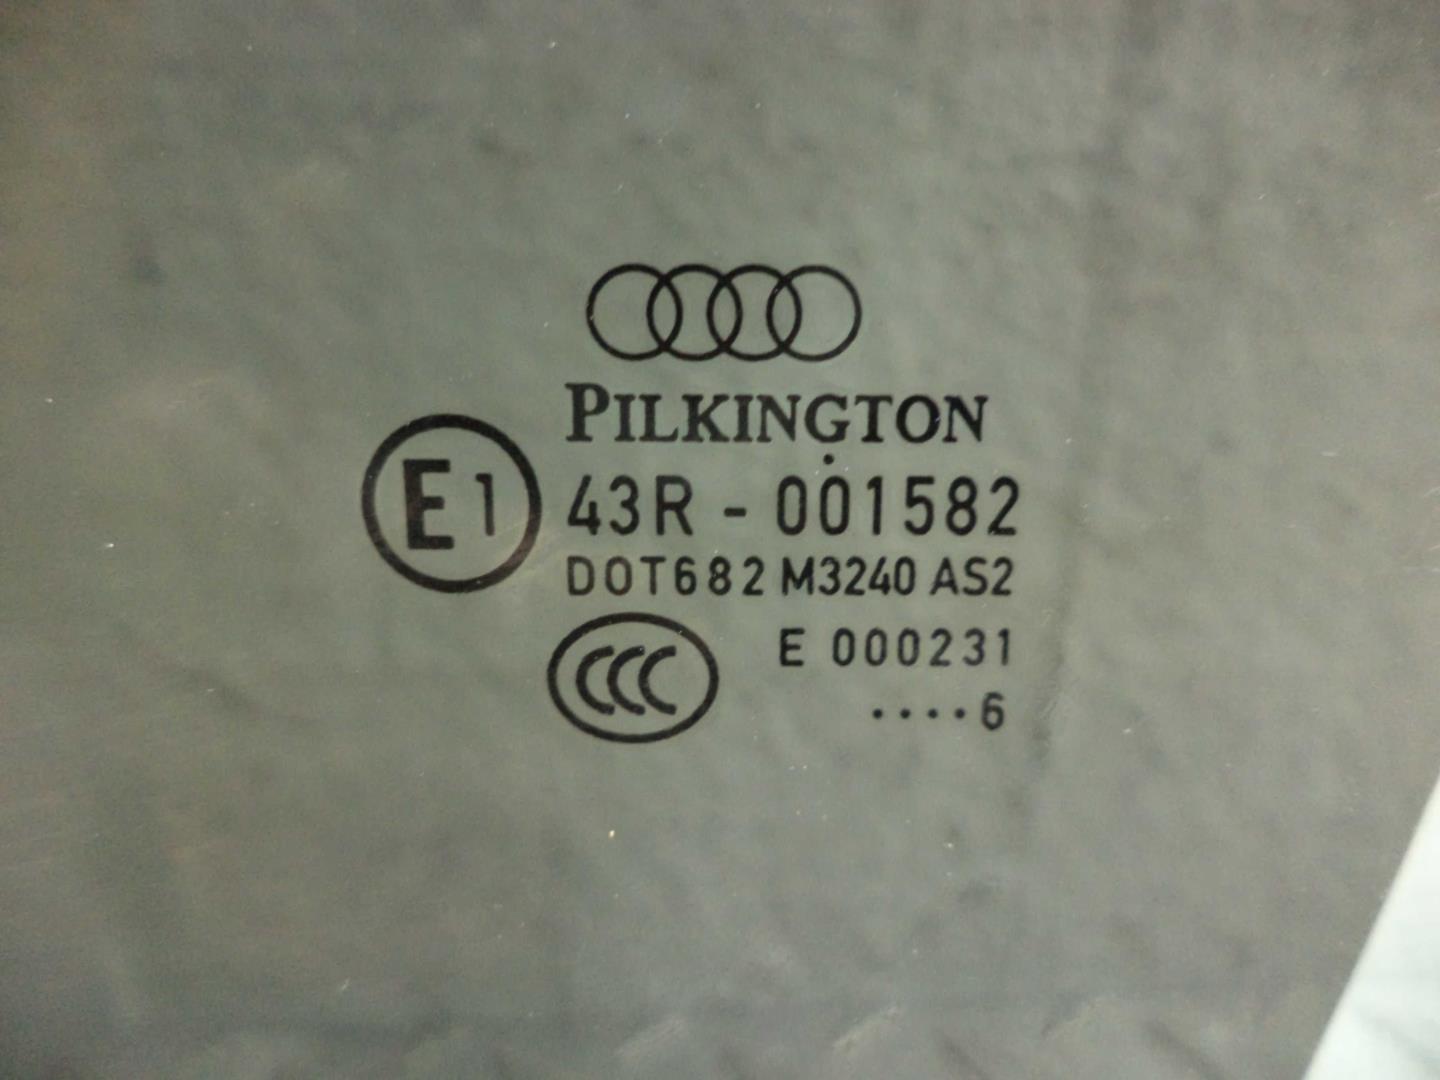 PILKINGTON
E1 43R - 001582
DOT682 M3240 AS2
CCC E 000231
····6